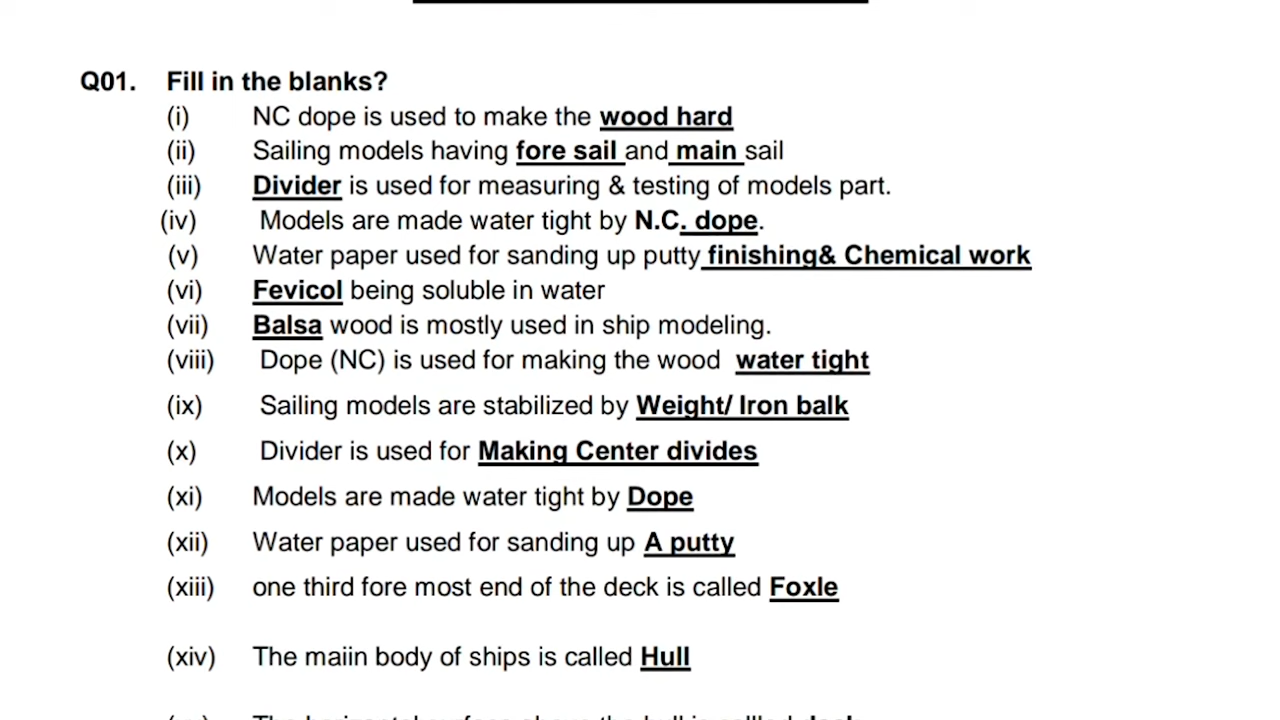 Q01. Fill in the blanks?
(i) NC dope is used to make the wood hard
(ii) Sailing models having fore sail and main sail
(iii) Divider is used for measuring & testing of models part.
(iv) Models are made water tight by N.C. dope.
(v) Water paper used for sanding up putty finishing& Chemical work
(vi) Fevicol being soluble in water
(vii) Balsa wood is mostly used in ship modeling.
(viii) Dope (NC) is used for making the wood water tight
(ix) Sailing models are stabilized by Weight/ Iron balk
(x) Divider is used for Making Center divides
(xi) Models are made water tight by Dope
(xii) Water paper used for sanding up A putty
(xiii) one third fore most end of the deck is called Foxle
(xiv) The maiin body of ships is called Hull